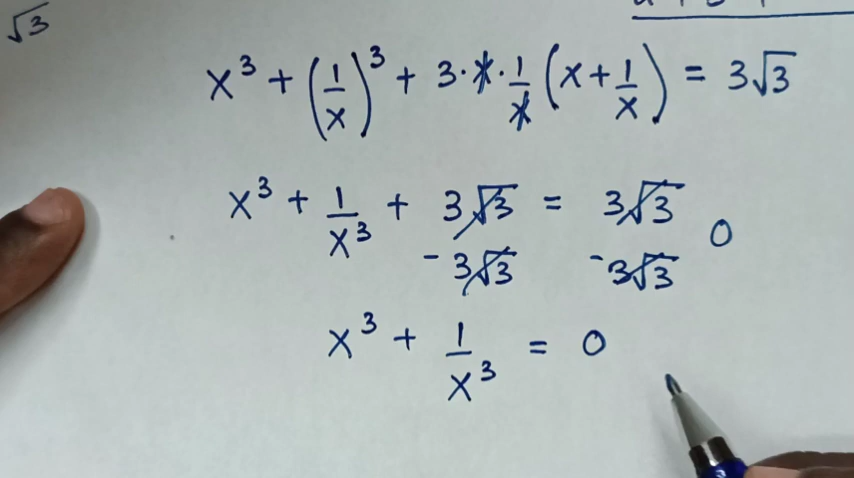 √3
x³ + (1/x)³ + 3·x·1/x (x + 1/x) = 3√3
x³ + 1/x³ + 3√3 = 3√3
- 3√3 - 3√3 0
x³ + 1/x³ = 0